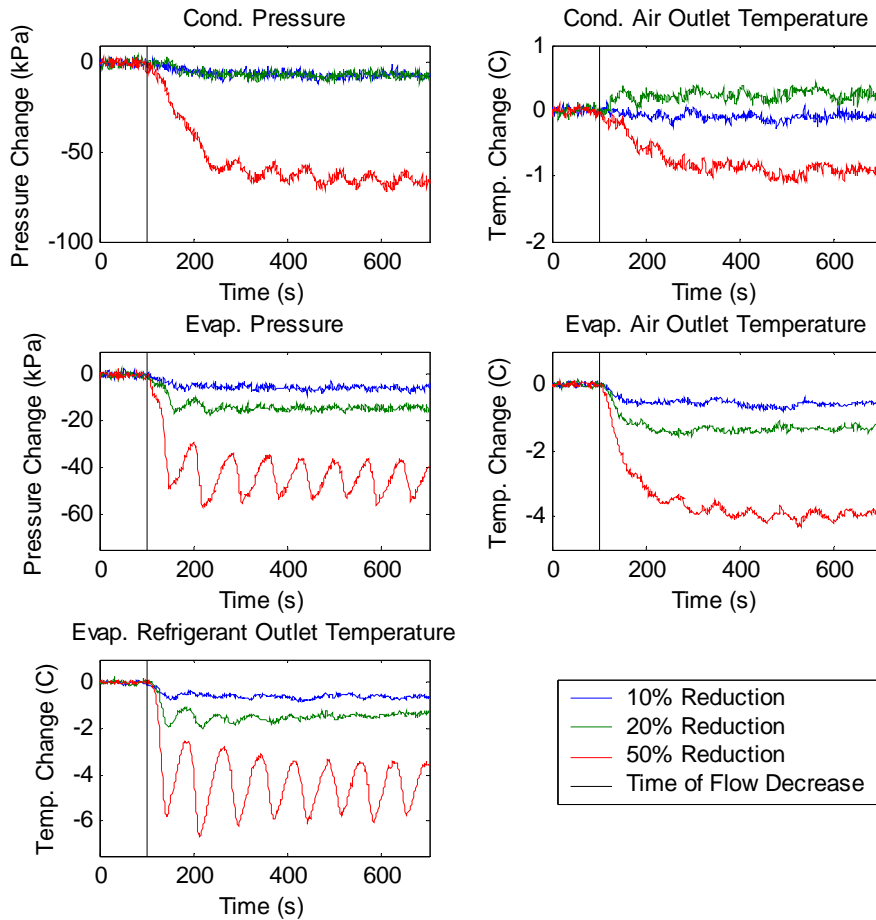 Cond. Pressure
Pressure Change (kPa)
0
-50
-100
0 200 400 600
Time (s)
Cond. Air Outlet Temperature
Temp. Change (C)
1
0
-1
-2
0 200 400 600
Time (s)
Evap. Pressure
Pressure Change (kPa)
0
-20
-40
-60
0 200 400 600
Time (s)
Evap. Air Outlet Temperature
Temp. Change (C)
0
-2
-4
0 200 400 600
Time (s)
Evap. Refrigerant Outlet Temperature
Temp. Change (C)
0
-2
-4
-6
0 200 400 600
Time (s)
10% Reduction
20% Reduction
50% Reduction
Time of Flow Decrease